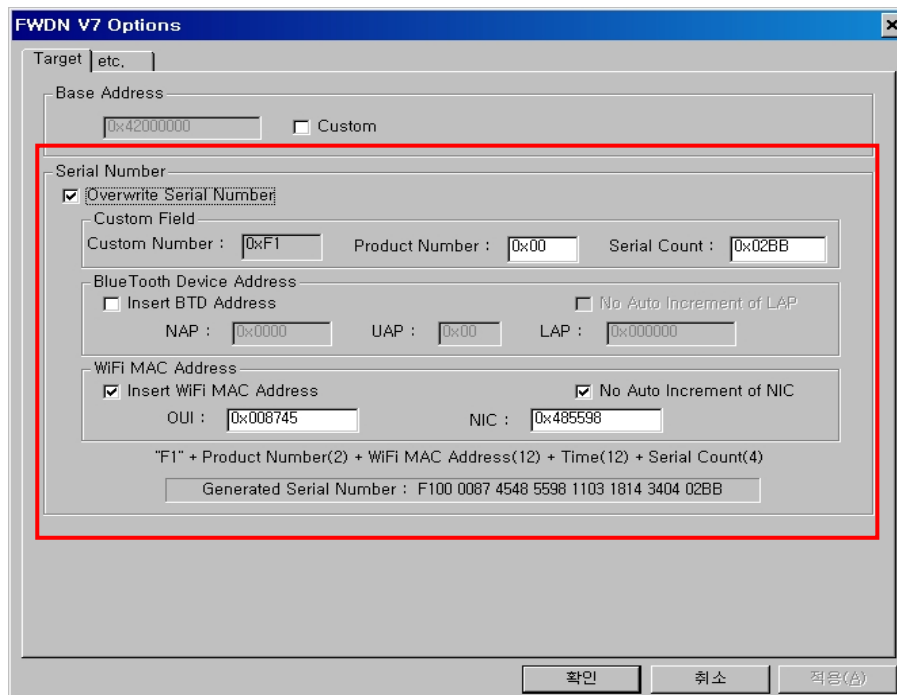 FWDN V7 Options
Target etc,
Base Address
0x42000000 Custom
Serial Number
Overwrite Serial Number
Custom Field
Custom Number : 0xF1 Product Number : 0x00 Serial Count : 0x02BB
BlueTooth Device Address
Insert BTD Address No Auto Increment of LAP
NAP : 0x0000 UAP : 0x00 LAP : 0x000000
WiFi MAC Address
Insert WiFi MAC Address No Auto Increment of NIC
OUI : 0x008745 NIC : 0x485598
"F1" + Product Number(2) + WiFi MAC Address(12) + Time(12) + Serial Count(4)
Generated Serial Number : F100 0087 4548 5598 1103 1814 3404 02BB
확인 취소 적용(A)